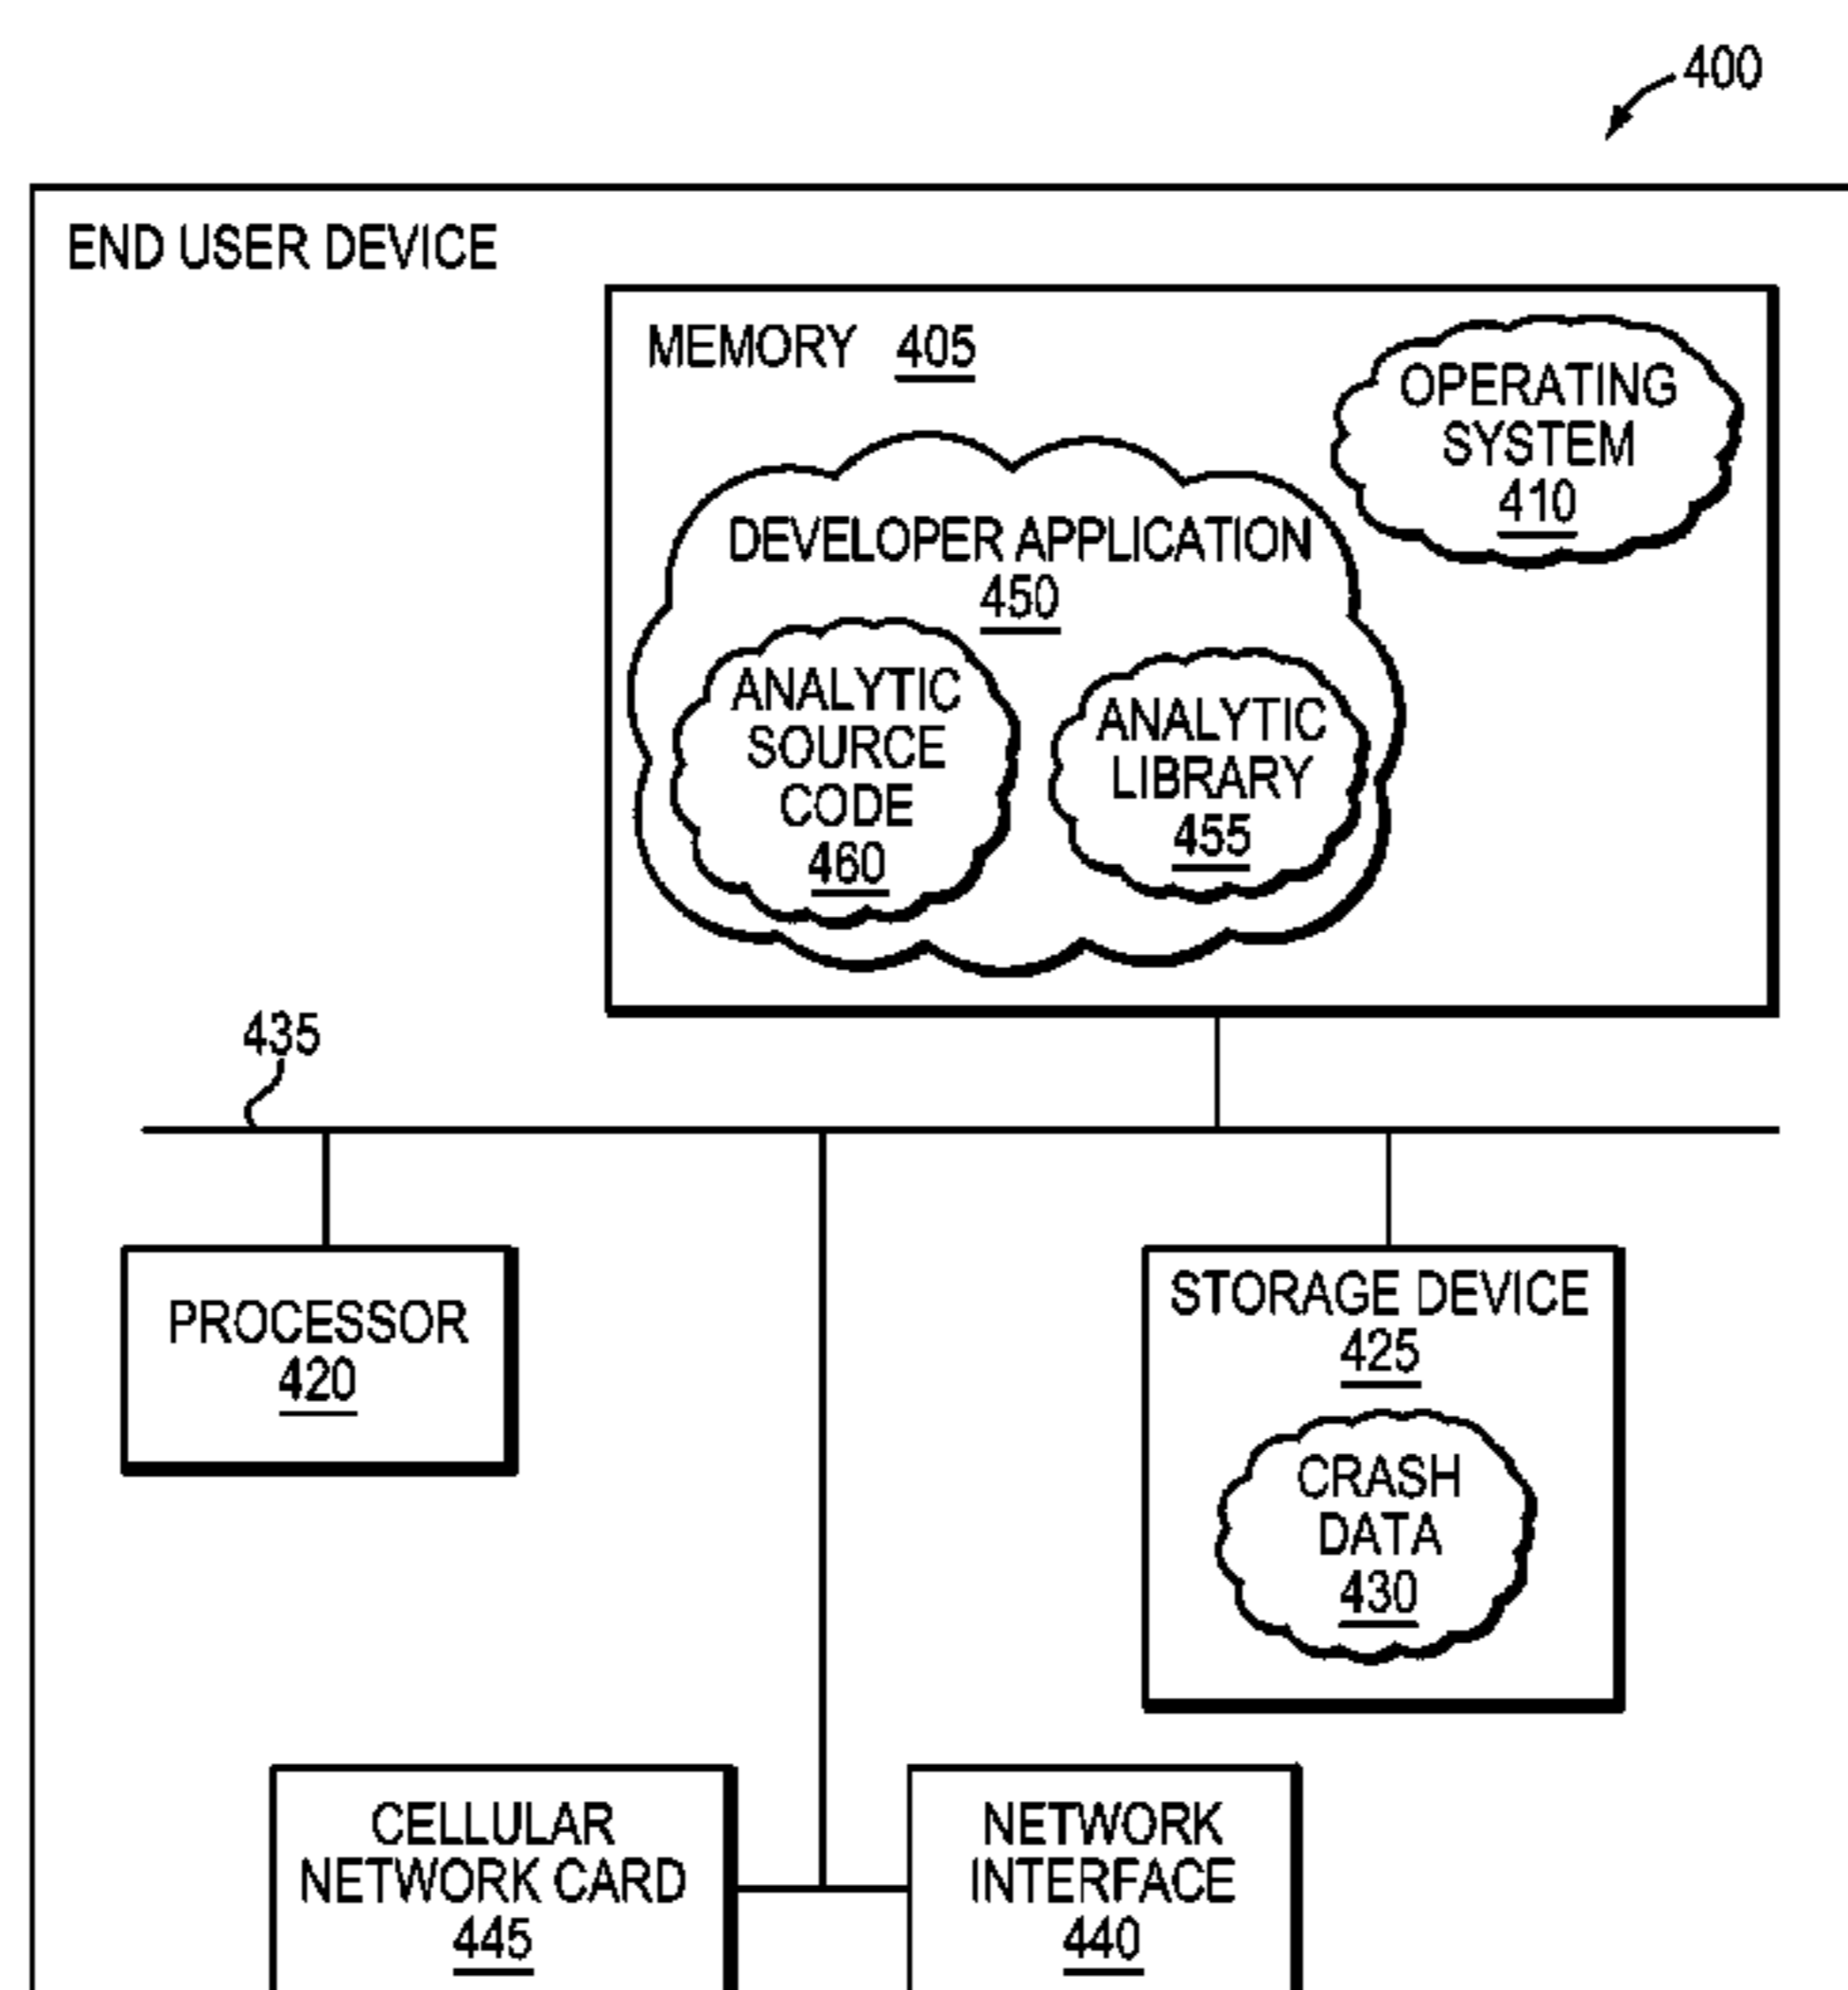 400
END USER DEVICE
MEMORY 405
OPERATING
SYSTEM
410
DEVELOPER APPLICATION
450
ANALYTIC
SOURCE
CODE
460
ANALYTIC
LIBRARY
455
435
PROCESSOR
420
STORAGE DEVICE
425
CRASH
DATA
430
CELLULAR
NETWORK CARD
445
NETWORK
INTERFACE
440